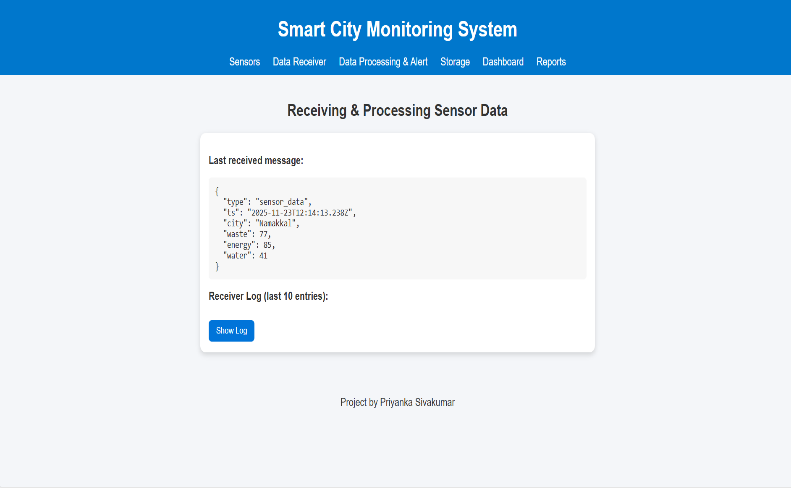 Smart City Monitoring System
Sensors Data Receiver Data Processing & Alert Storage Dashboard Reports
Receiving & Processing Sensor Data
Last received message:
{
"type": "sensor_data",
"ts": "2025-11-23T12:14:13.238Z",
"city": "Namakkal",
"waste": 77,
"energy": 85,
"water": 41
}
Receiver Log (last 10 entries):
Show Log
Project by Priyanka Sivakumar